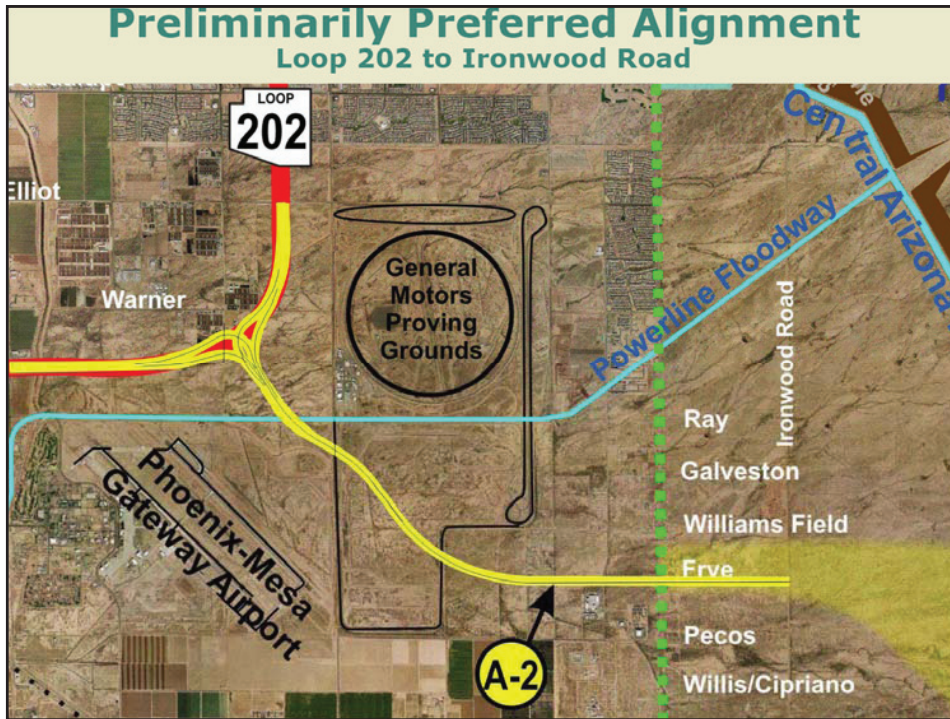 Preliminarily Preferred Alignment
Loop 202 to Ironwood Road
LOOP
202
Elliot
Central Arizona
General
Motors
Proving
Grounds
Warner
Powerline Floodway
Ironwood Road
Ray
Galveston
Williams Field
Frye
Phoenix-Mesa
Gateway Airport
Pecos
A-2
Willis/Cipriano